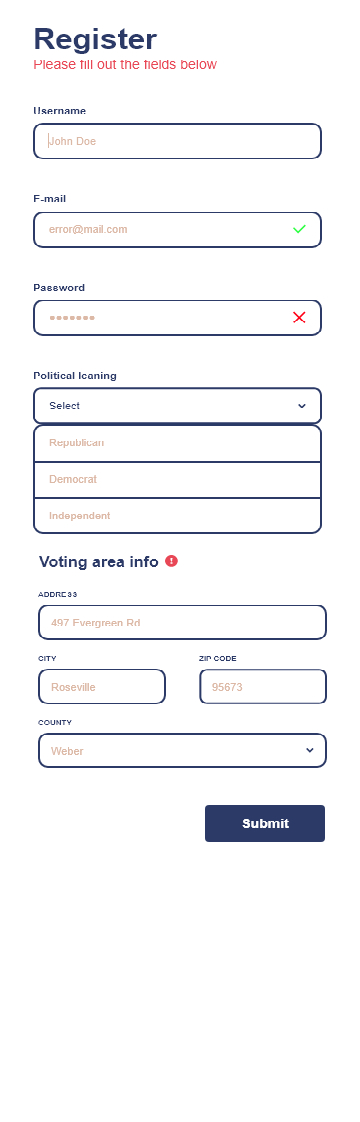 Register
Please fill out the fields below
Username
John Doe
E-mail
error@mail.com
Password
Political leaning
Select
Republican
Democrat
Independent
Voting area info
ADDRESS
497 Evergreen Rd
CITY
ZIP CODE
Roseville
95673
COUNTY
Weber
Submit